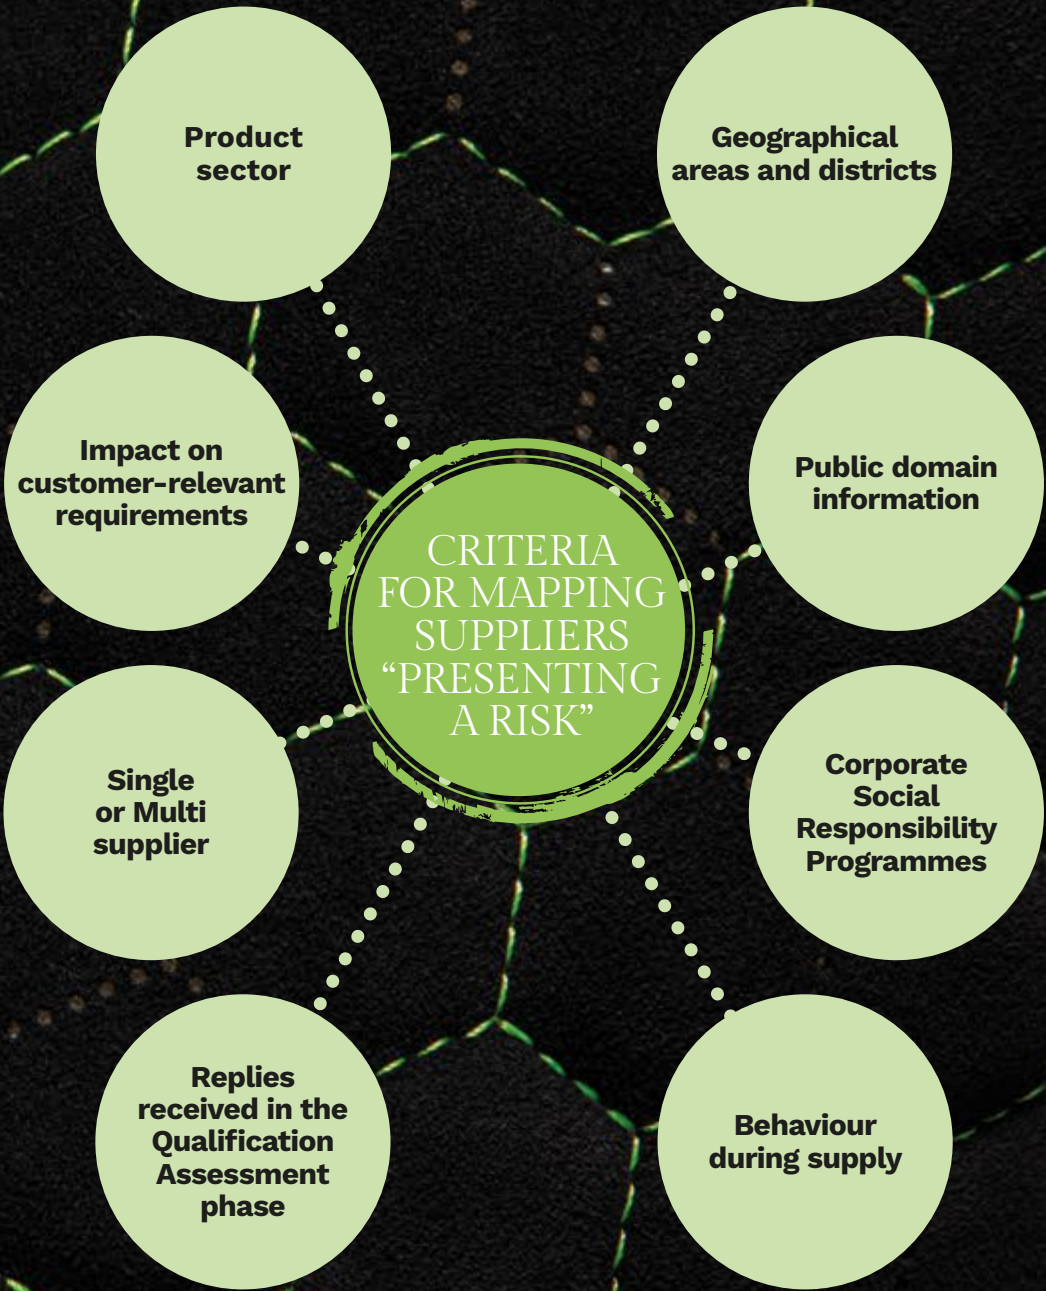 Product
sector
Geographical
areas and districts
Impact on
customer-relevant
requirements
Public domain
information
CRITERIA
FOR MAPPING
SUPPLIERS
“PRESENTING
A RISK”
Single
or Multi
supplier
Corporate
Social
Responsibility
Programmes
Replies
received in the
Qualification
Assessment
phase
Behaviour
during supply